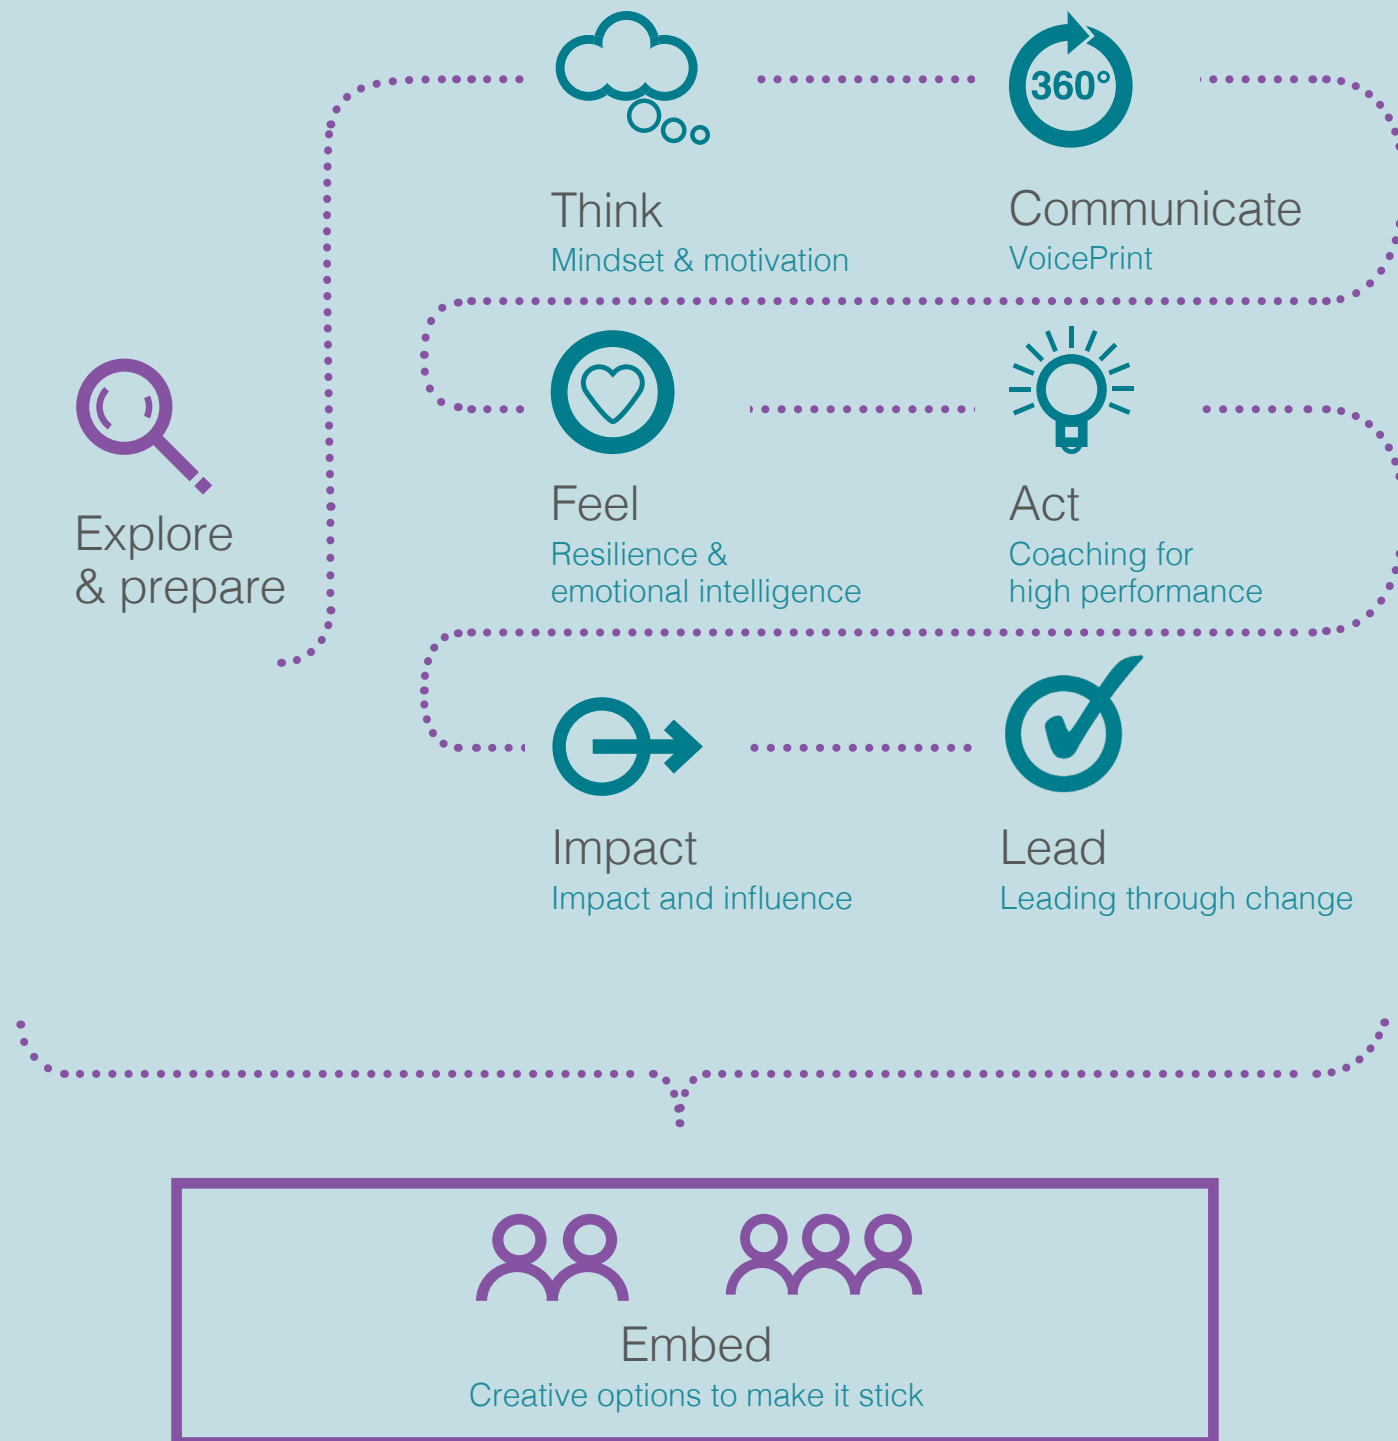 360°
Think
Mindset & motivation
Communicate
VoicePrint
Explore
& prepare
Feel
Resilience &
emotional intelligence
Act
Coaching for
high performance
Impact
Impact and influence
Lead
Leading through change
Embed
Creative options to make it stick